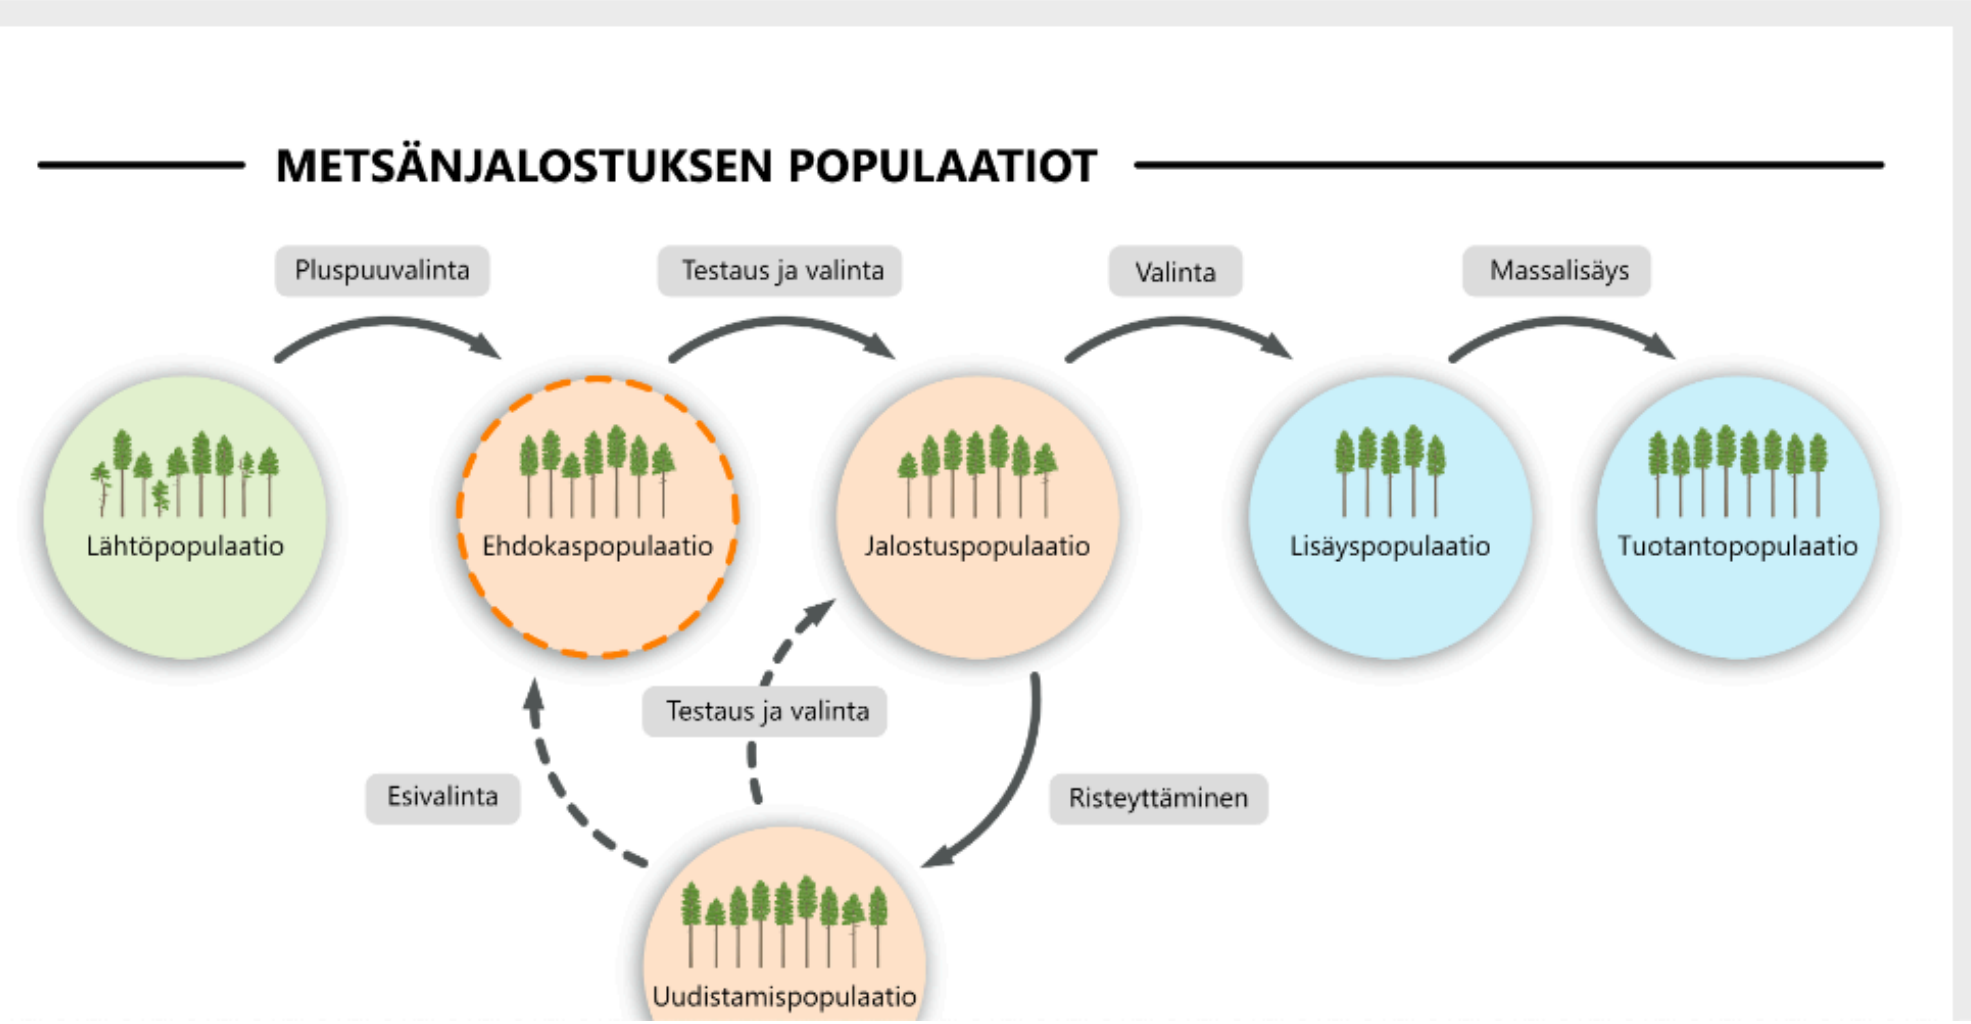 METSÄNJALOSTUKSEN POPULAATIOT
Pluspuuvalinta
Testaus ja valinta
Valinta
Massalisäys
Lähtöpopulaatio
Ehdokaspopulaatio
Jalostuspopulaatio
Lisäyspopulaatio
Tuotantopopulaatio
Testaus ja valinta
Esivalinta
Risteyttäminen
Uudistamispopulaatio